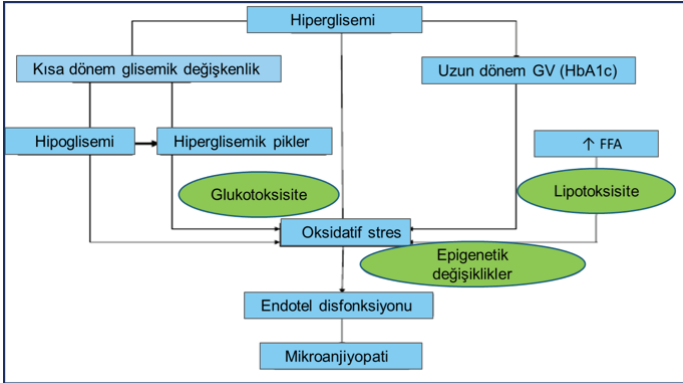 Hiperglisemi
Kısa dönem glisemik değişkenlik
Uzun dönem GV (HbA1c)
Hipoglisemi
Hiperglisemik pikler
↑ FFA
Glukotoksisite
Lipotoksisite
Oksidatif stres
Epigenetik
değişiklikler
Endotel disfonksiyonu
Mikroanjiyopati